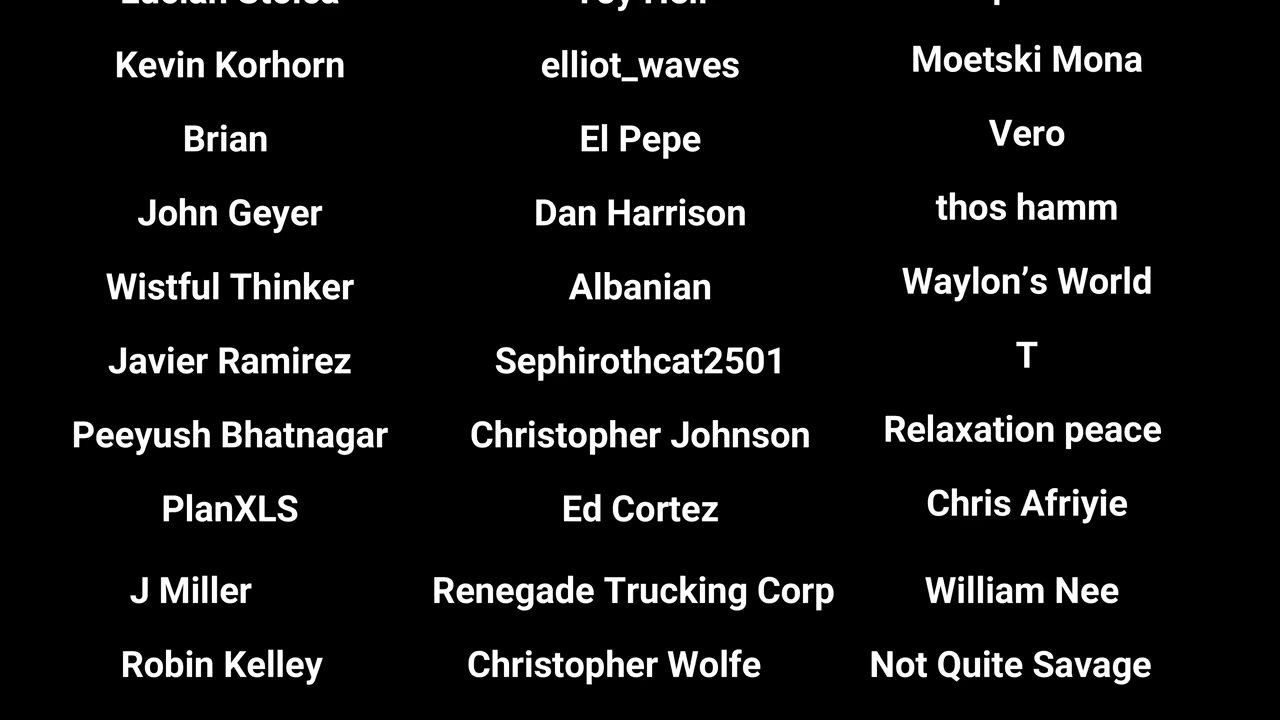 Kevin Korhorn elliot_waves Moetski Mona
Brian El Pepe Vero
John Geyer Dan Harrison thos hamm
Wistful Thinker Albanian Waylon’s World
Javier Ramirez Sephirothcat2501 T
Peeyush Bhatnagar Christopher Johnson Relaxation peace
PlanXLS Ed Cortez Chris Afriyie
J Miller Renegade Trucking Corp William Nee
Robin Kelley Christopher Wolfe Not Quite Savage